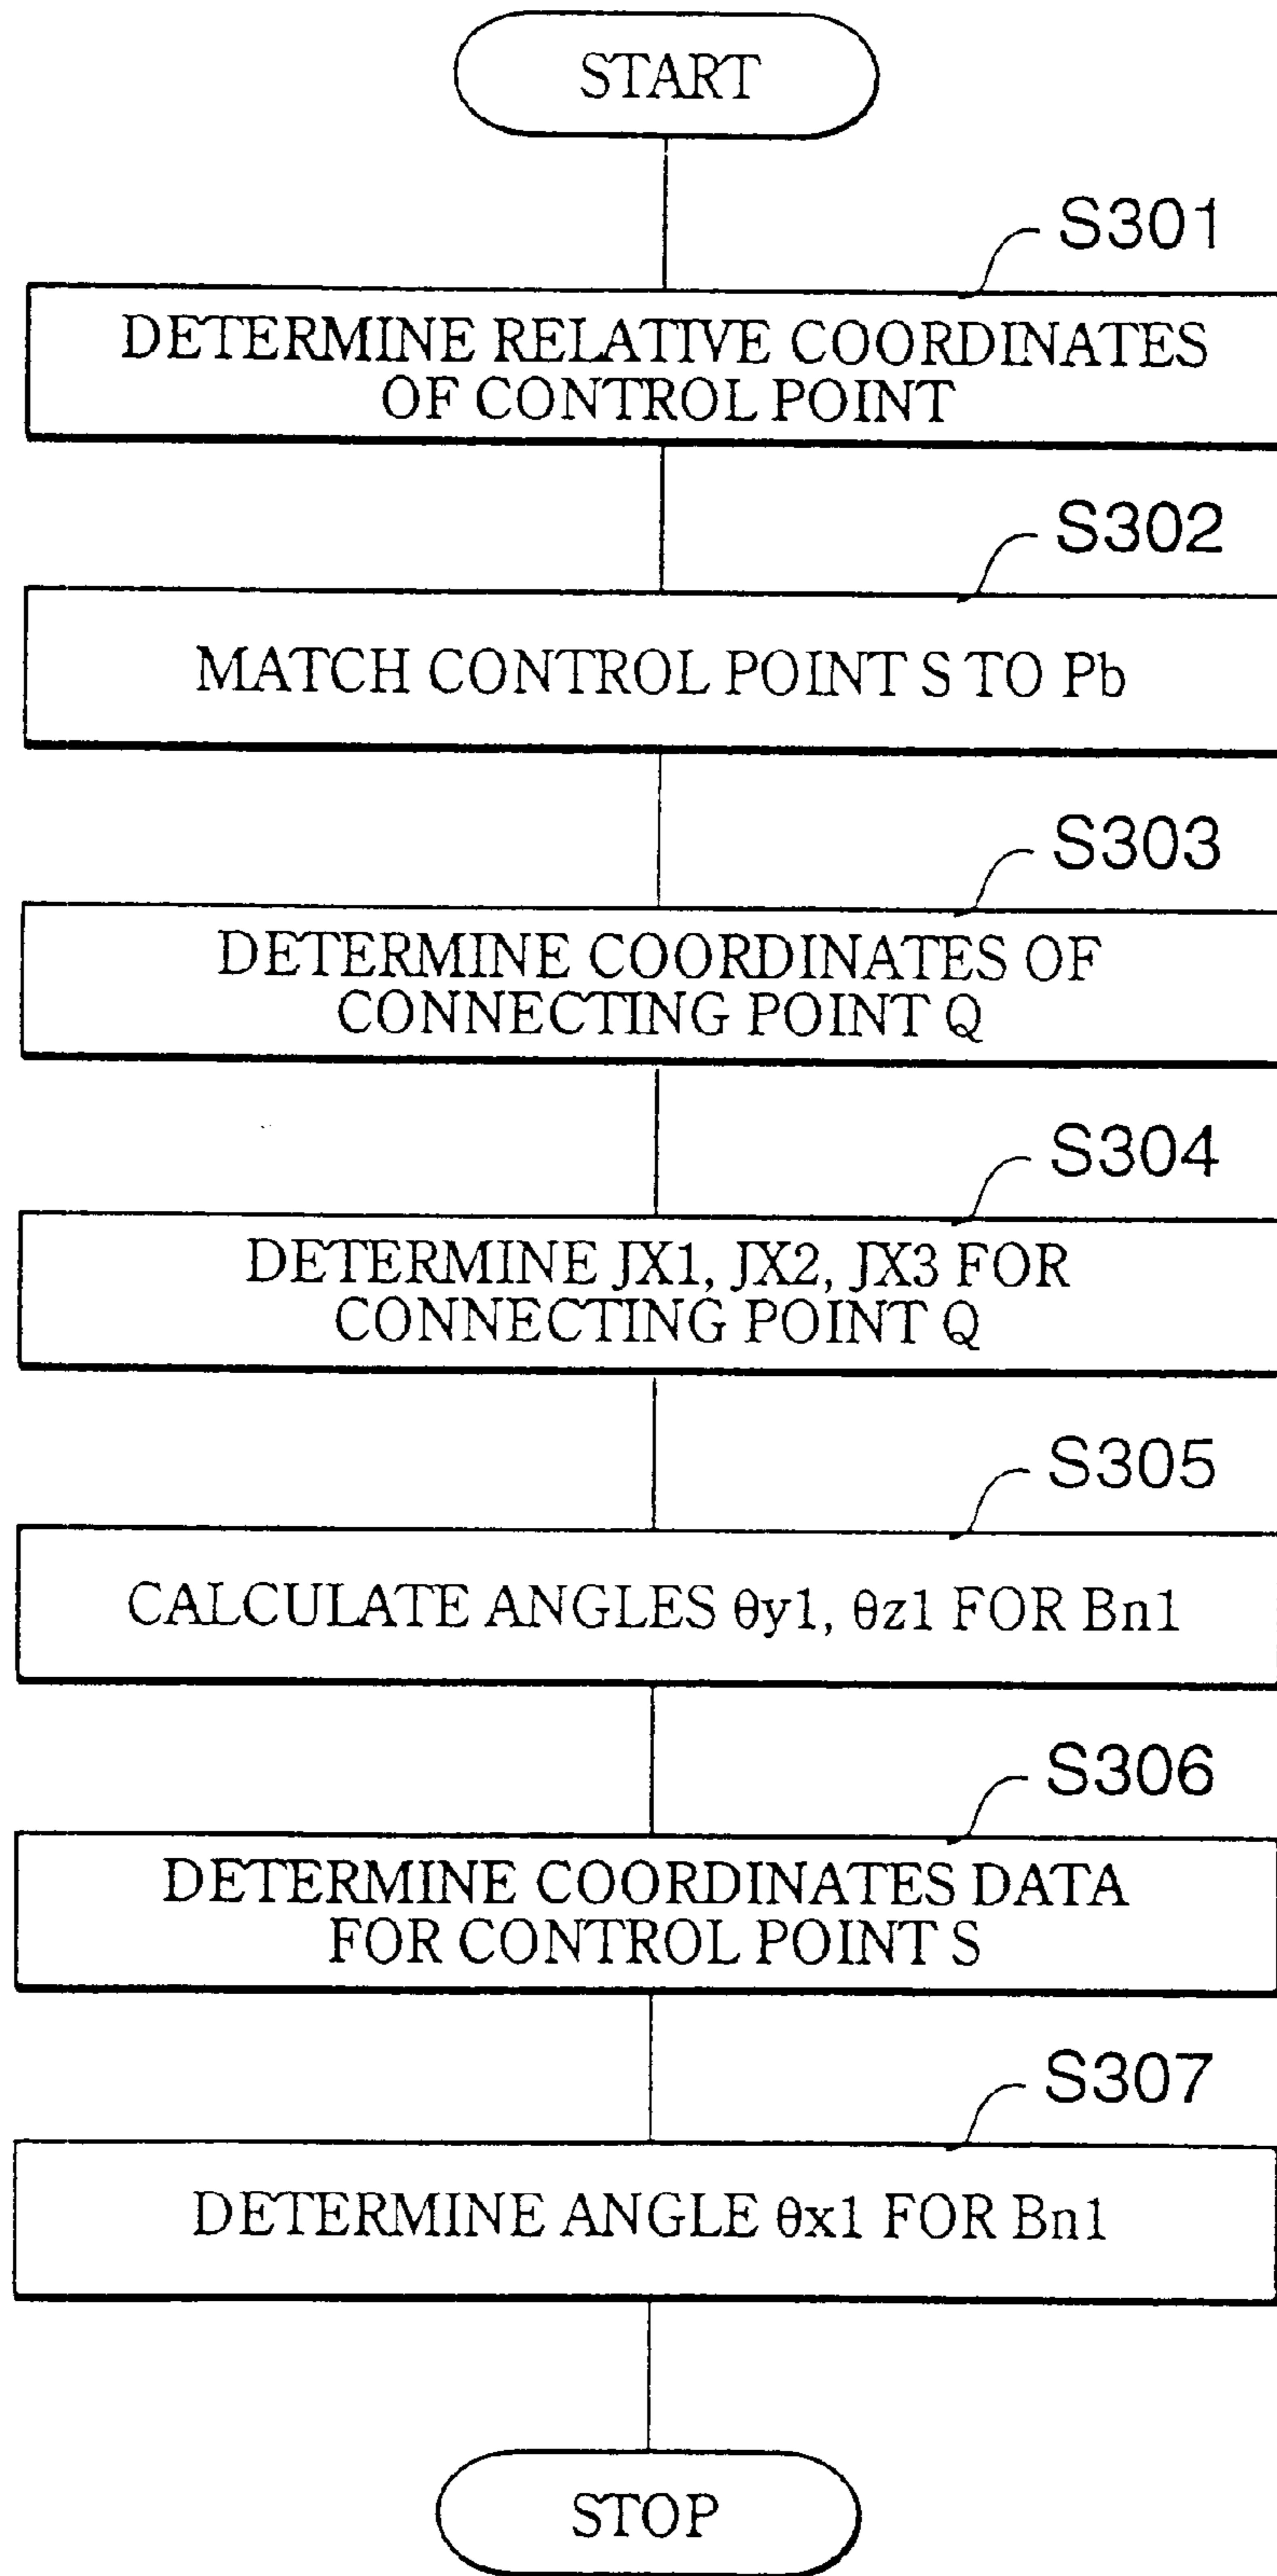 START
S301
DETERMINE RELATIVE COORDINATES
OF CONTROL POINT
S302
MATCH CONTROL POINT S TO Pb
S303
DETERMINE COORDINATES OF
CONNECTING POINT Q
S304
DETERMINE JX1, JX2, JX3 FOR
CONNECTING POINT Q
S305
CALCULATE ANGLES θy1, θz1 FOR Bn1
S306
DETERMINE COORDINATES DATA
FOR CONTROL POINT S
S307
DETERMINE ANGLE θx1 FOR Bn1
STOP